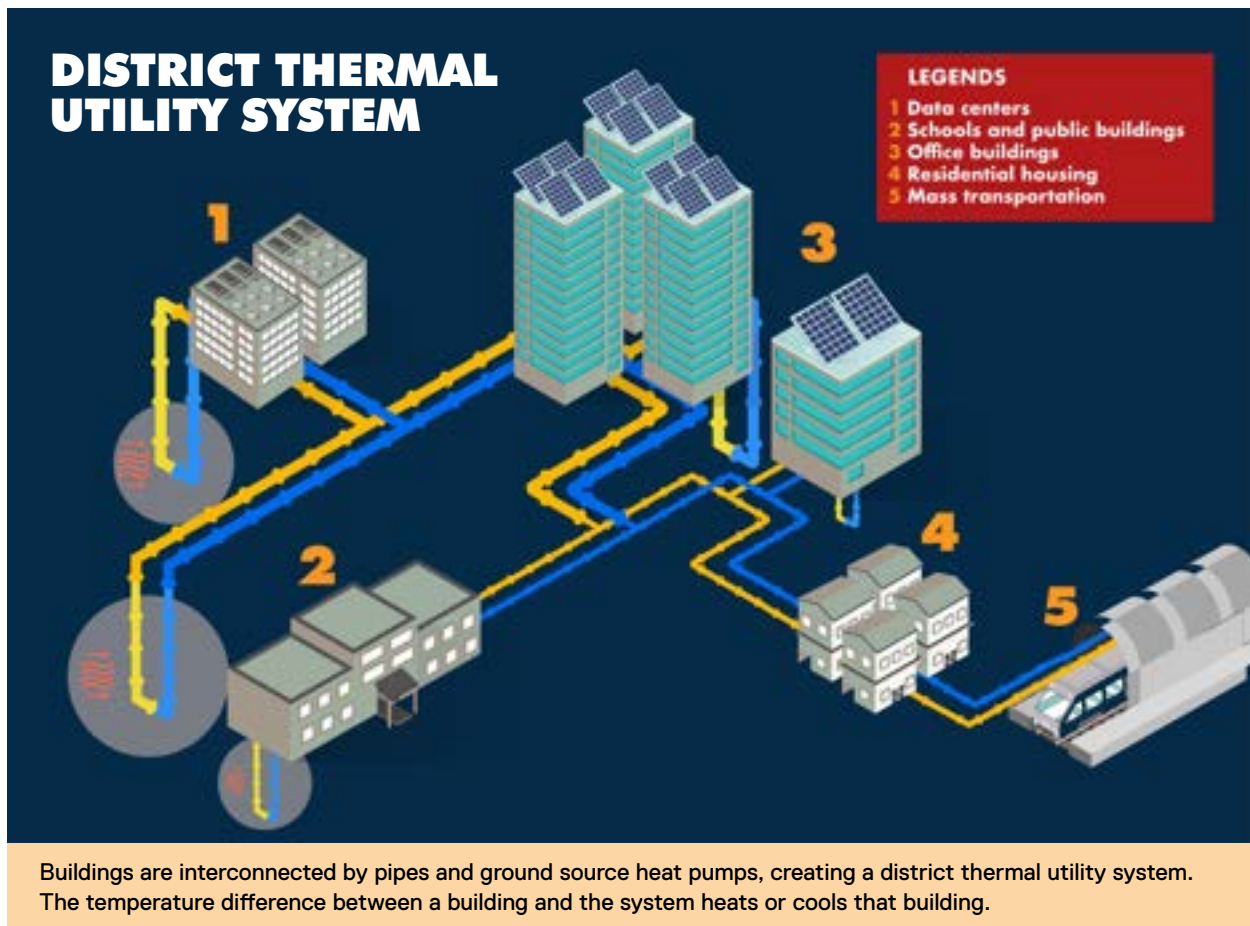 DISTRICT THERMAL
UTILITY SYSTEM
LEGENDS
1 Data centers
2 Schools and public buildings
3 Office buildings
4 Residential housing
5 Mass transportation
1
3
2
4
5
Buildings are interconnected by pipes and ground source heat pumps, creating a district thermal utility system.
The temperature difference between a building and the system heats or cools that building.